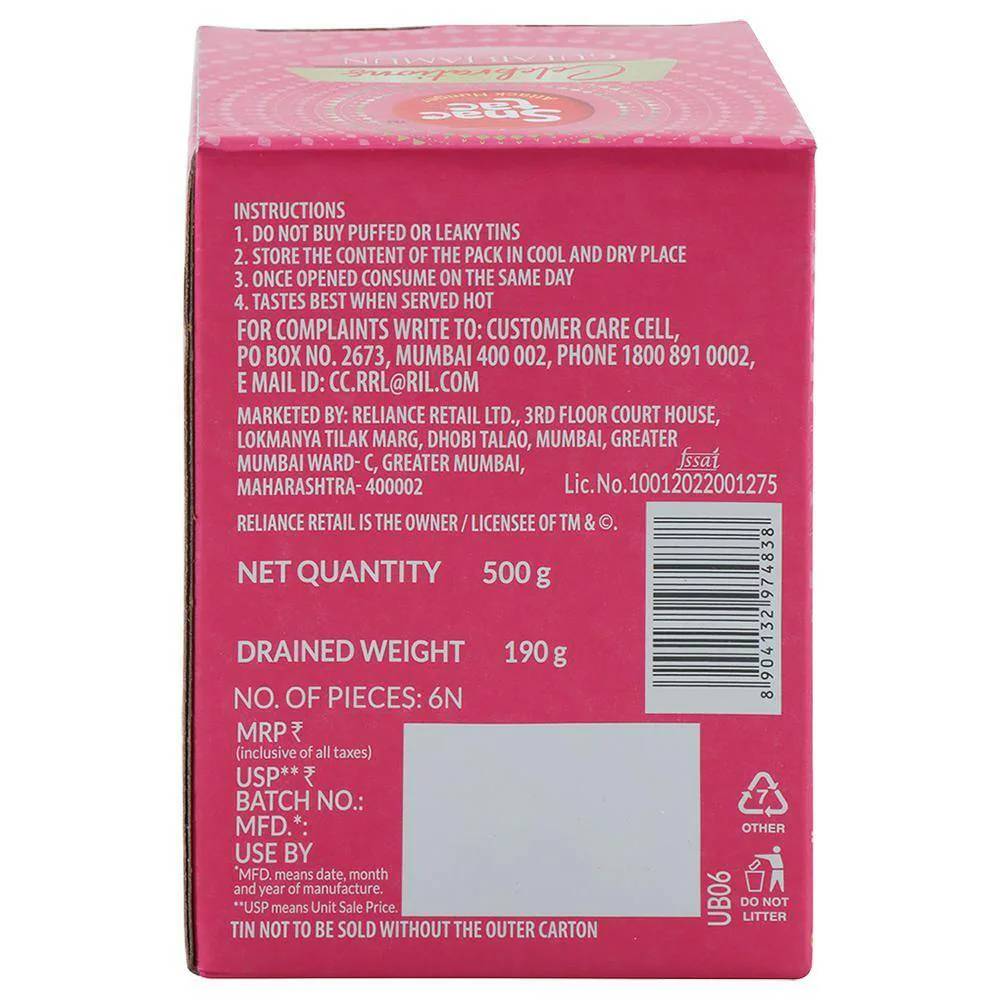 GULAB JAMUN
Celebrations
Attack Hunger
Snac
tac
INSTRUCTIONS
1. DO NOT BUY PUFFED OR LEAKY TINS
2. STORE THE CONTENT OF THE PACK IN COOL AND DRY PLACE
3. ONCE OPENED CONSUME ON THE SAME DAY
4. TASTES BEST WHEN SERVED HOT
FOR COMPLAINTS WRITE TO: CUSTOMER CARE CELL,
PO BOX NO. 2673, MUMBAI 400 002, PHONE 1800 891 0002,
E MAIL ID: CC.RRL@RIL.COM
MARKETED BY: RELIANCE RETAIL LTD., 3RD FLOOR COURT HOUSE,
LOKMANYA TILAK MARG, DHOBI TALAO, MUMBAI, GREATER
MUMBAI WARD- C, GREATER MUMBAI,
MAHARASHTRA- 400002
fssai
Lic.No.10012022001275
RELIANCE RETAIL IS THE OWNER / LICENSEE OF TM & ©.
NET QUANTITY 500 g
DRAINED WEIGHT 190 g
NO. OF PIECES: 6N
8904132974838
MRP ₹
(inclusive of all taxes)
USP** ₹
BATCH NO.:
MFD.*:
USE BY
*MFD. means date, month
and year of manufacture.
**USP means Unit Sale Price.
TIN NOT TO BE SOLD WITHOUT THE OUTER CARTON
UB06
7
OTHER
DO NOT
LITTER